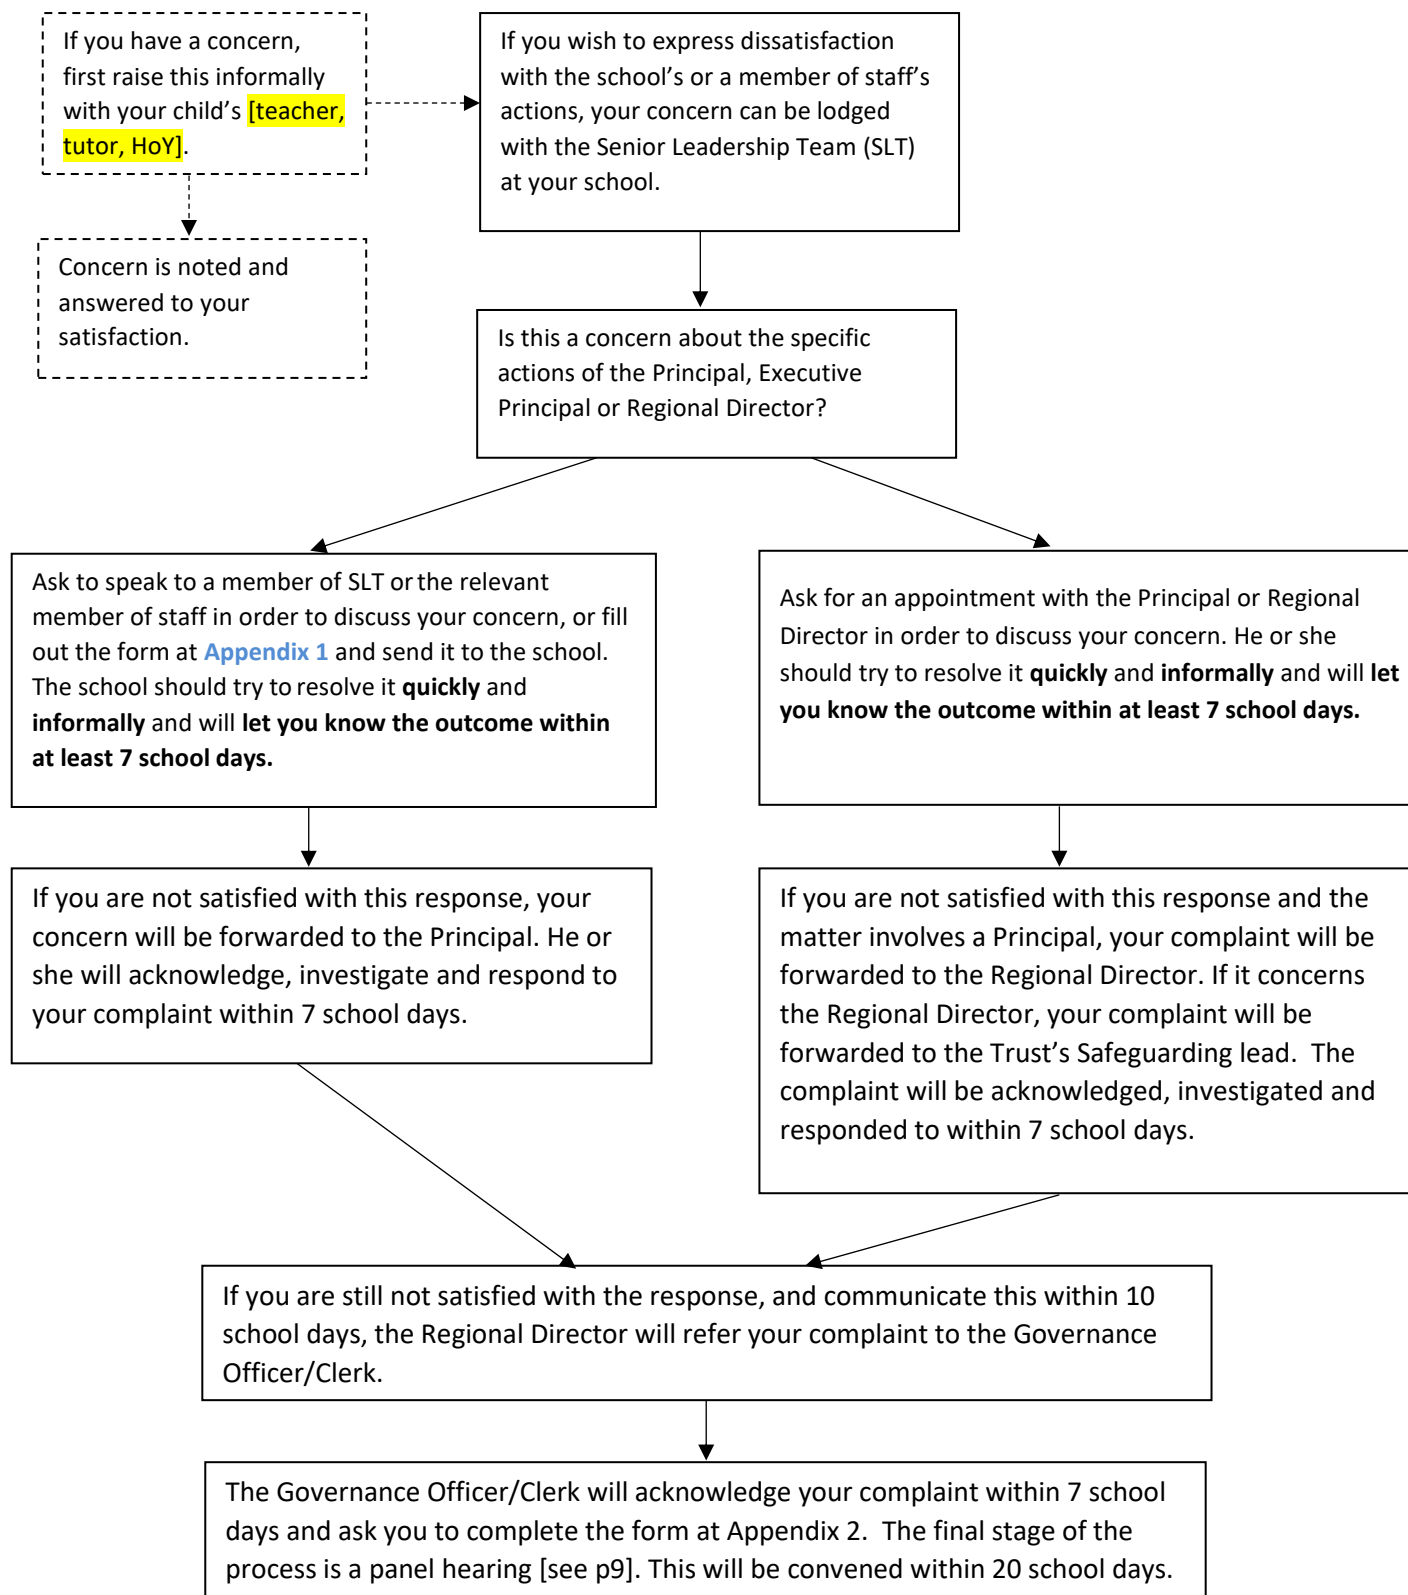 If you have a concern,
first raise this informally
with your child’s [teacher,
tutor, HoY].
If you wish to express dissatisfaction
with the school’s or a member of staff’s
actions, your concern can be lodged
with the Senior Leadership Team (SLT)
at your school.
Concern is noted and
answered to your
satisfaction.
Is this a concern about the specific
actions of the Principal, Executive
Principal or Regional Director?
Ask to speak to a member of SLT or the relevant
member of staff in order to discuss your concern, or fill
out the form at Appendix 1 and send it to the school.
The school should try to resolve it quickly and
informally and will let you know the outcome within
at least 7 school days.
Ask for an appointment with the Principal or Regional
Director in order to discuss your concern. He or she
should try to resolve it quickly and informally and will let
you know the outcome within at least 7 school days.
If you are not satisfied with this response, your
concern will be forwarded to the Principal. He or
she will acknowledge, investigate and respond to
your complaint within 7 school days.
If you are not satisfied with this response and the
matter involves a Principal, your complaint will be
forwarded to the Regional Director. If it concerns
the Regional Director, your complaint will be
forwarded to the Trust’s Safeguarding lead.  The
complaint will be acknowledged, investigated and
responded to within 7 school days.
If you are still not satisfied with the response, and communicate this within 10
school days, the Regional Director will refer your complaint to the Governance
Officer/Clerk.
The Governance Officer/Clerk will acknowledge your complaint within 7 school
days and ask you to complete the form at Appendix 2.  The final stage of the
process is a panel hearing [see p9]. This will be convened within 20 school days.